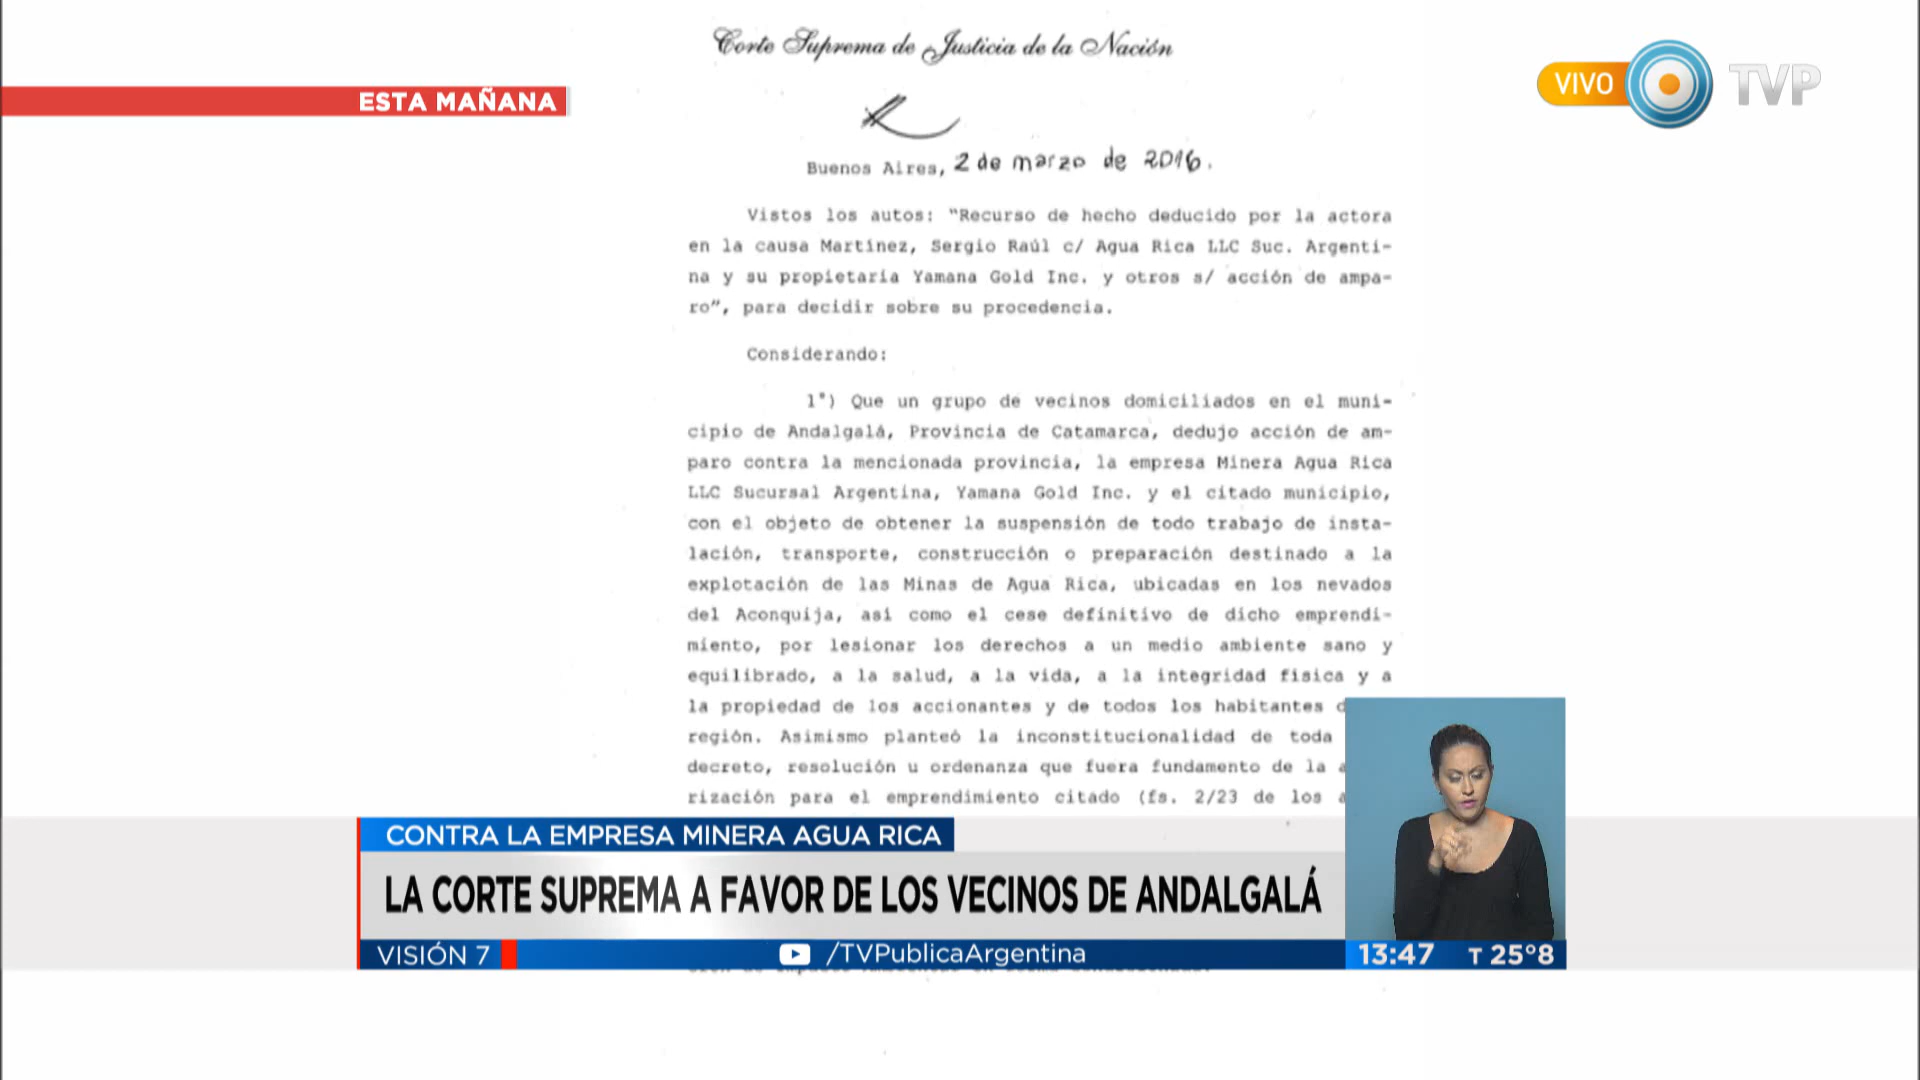 Corte Suprema de Justicia de la Nación
VIVO
TVP
ESTA MAÑANA
Buenos Aires, 2 de marzo de 2016.
Vistos los autos: "Recurso de hecho deducido por la actora
en la causa Martínez, Sergio Raúl c/ Agua Rica LLC Suc. Argenti-
na y su propietaria Yamana Gold Inc. y otros s/ acción de ampa-
ro", para decidir sobre su procedencia.
Considerando:
1°) Que un grupo de vecinos domiciliados en el muni-
cipio de Andalgalá, Provincia de Catamarca, dedujo acción de am-
paro contra la mencionada provincia, la empresa Minera Agua Rica
LLC Sucursal Argentina, Yamana Gold Inc. y el citado municipio,
con el objeto de obtener la suspensión de todo trabajo de insta-
lación, transporte, construcción o preparación destinado a la
explotación de las Minas de Agua Rica, ubicadas en los nevados
del Aconquija, así como el cese definitivo de dicho emprendi-
miento, por lesionar los derechos a un medio ambiente sano y
equilibrado, a la salud, a la vida, a la integridad física y a
la propiedad de los accionantes y de todos los habitantes
región. Asimismo planteó la inconstitucionalidad de toda
decreto, resolución u ordenanza que fuera fundamento de la
rización para el emprendimiento citado (fs. 2/23 de los
CONTRA LA EMPRESA MINERA AGUA RICA
LA CORTE SUPREMA A FAVOR DE LOS VECINOS DE ANDALGALÁ
VISIÓN 7
/TVPublicaArgentina
13:47
T 25°8